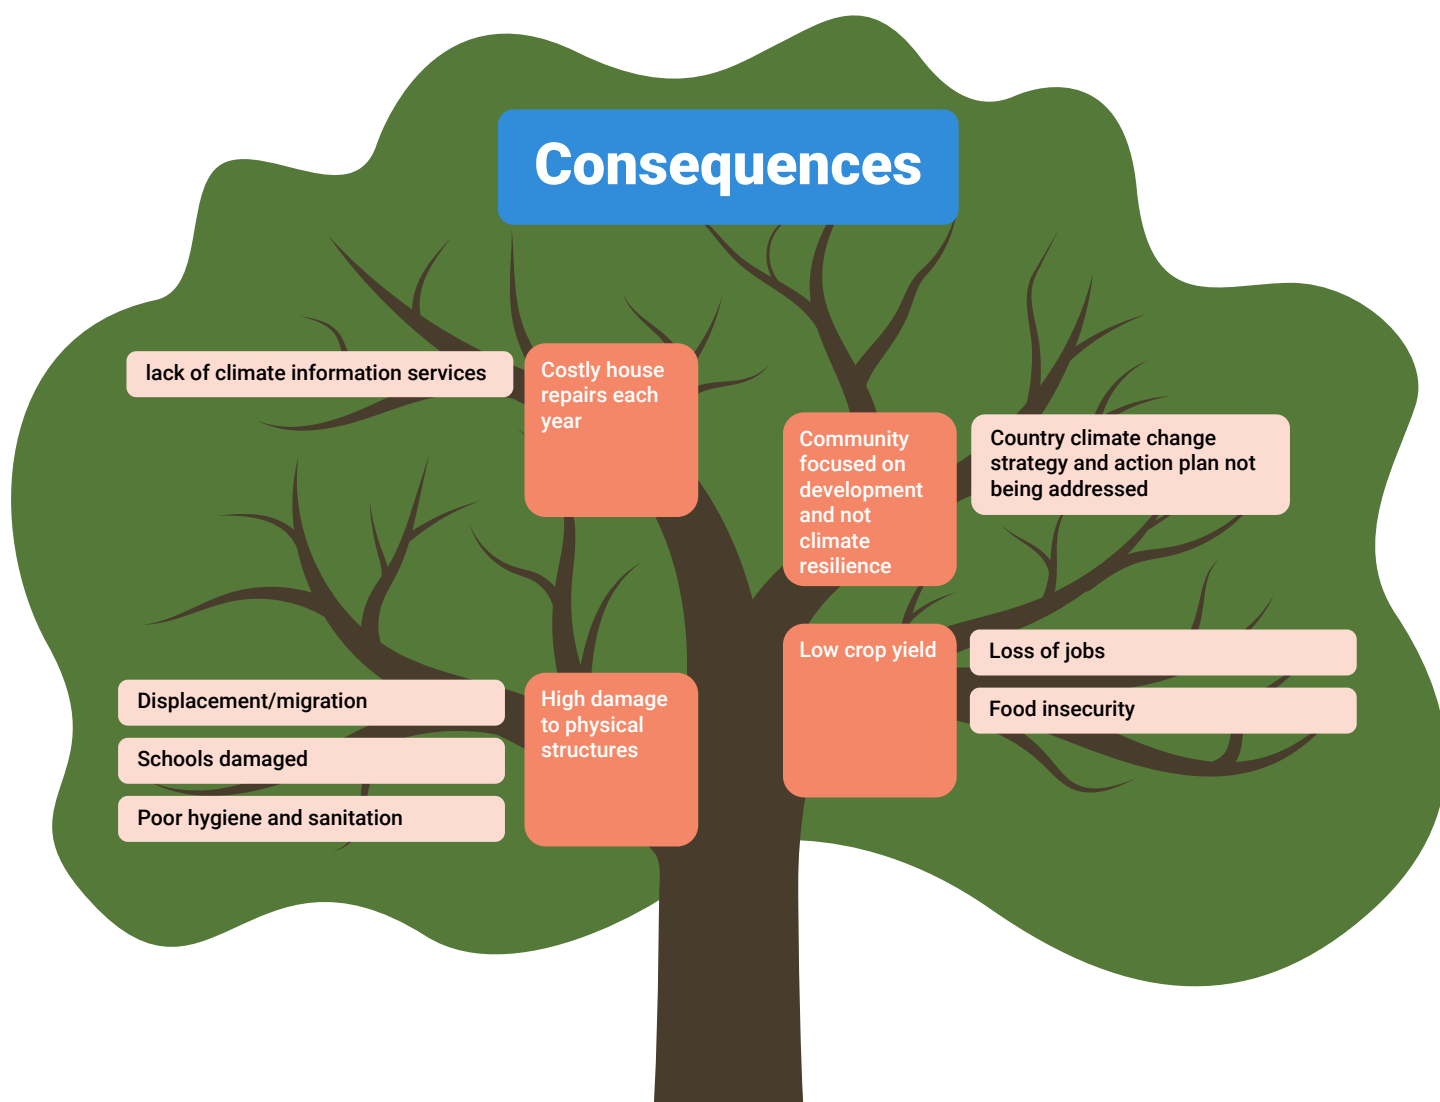 Consequences
lack of climate information services
Costly house
repairs each
year
Community
focused on
development
and not
climate
resilience
Country climate change
strategy and action plan not
being addressed
Displacement/migration
Schools damaged
Poor hygiene and sanitation
High damage
to physical
structures
Low crop yield
Loss of jobs
Food insecurity